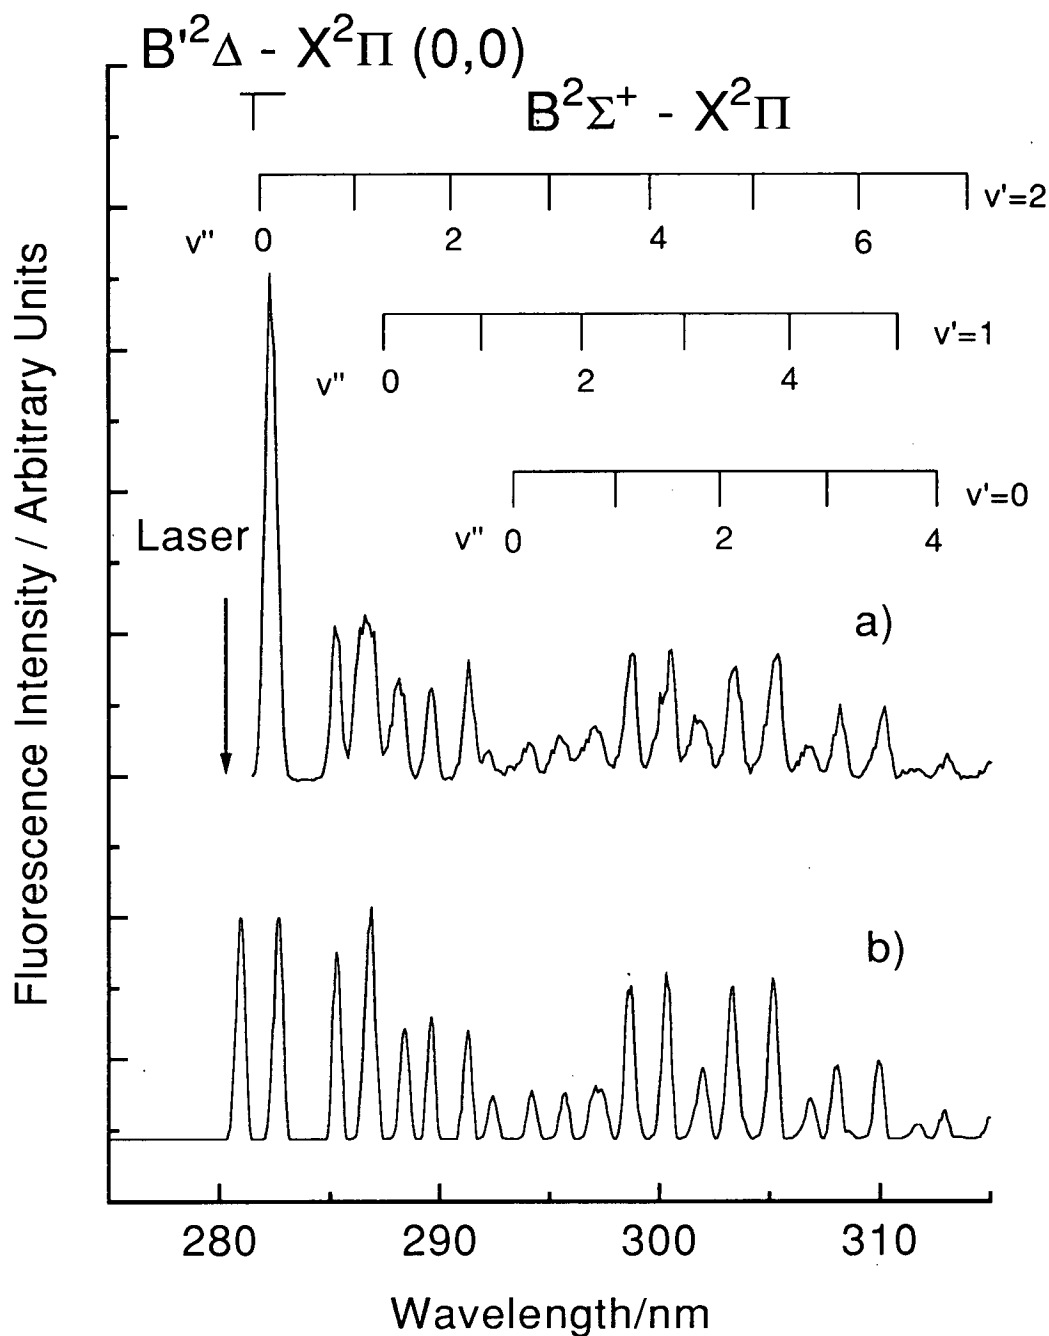 B'²Δ - X²Π (0,0)
B²Σ⁺ - X²Π
v'=2
v'' 0 2 4 6
v'=1
v'' 0 2 4
v'=0
v'' 0 2 4
Laser
a)
b)
Fluorescence Intensity / Arbitrary Units
280 290 300 310
Wavelength/nm